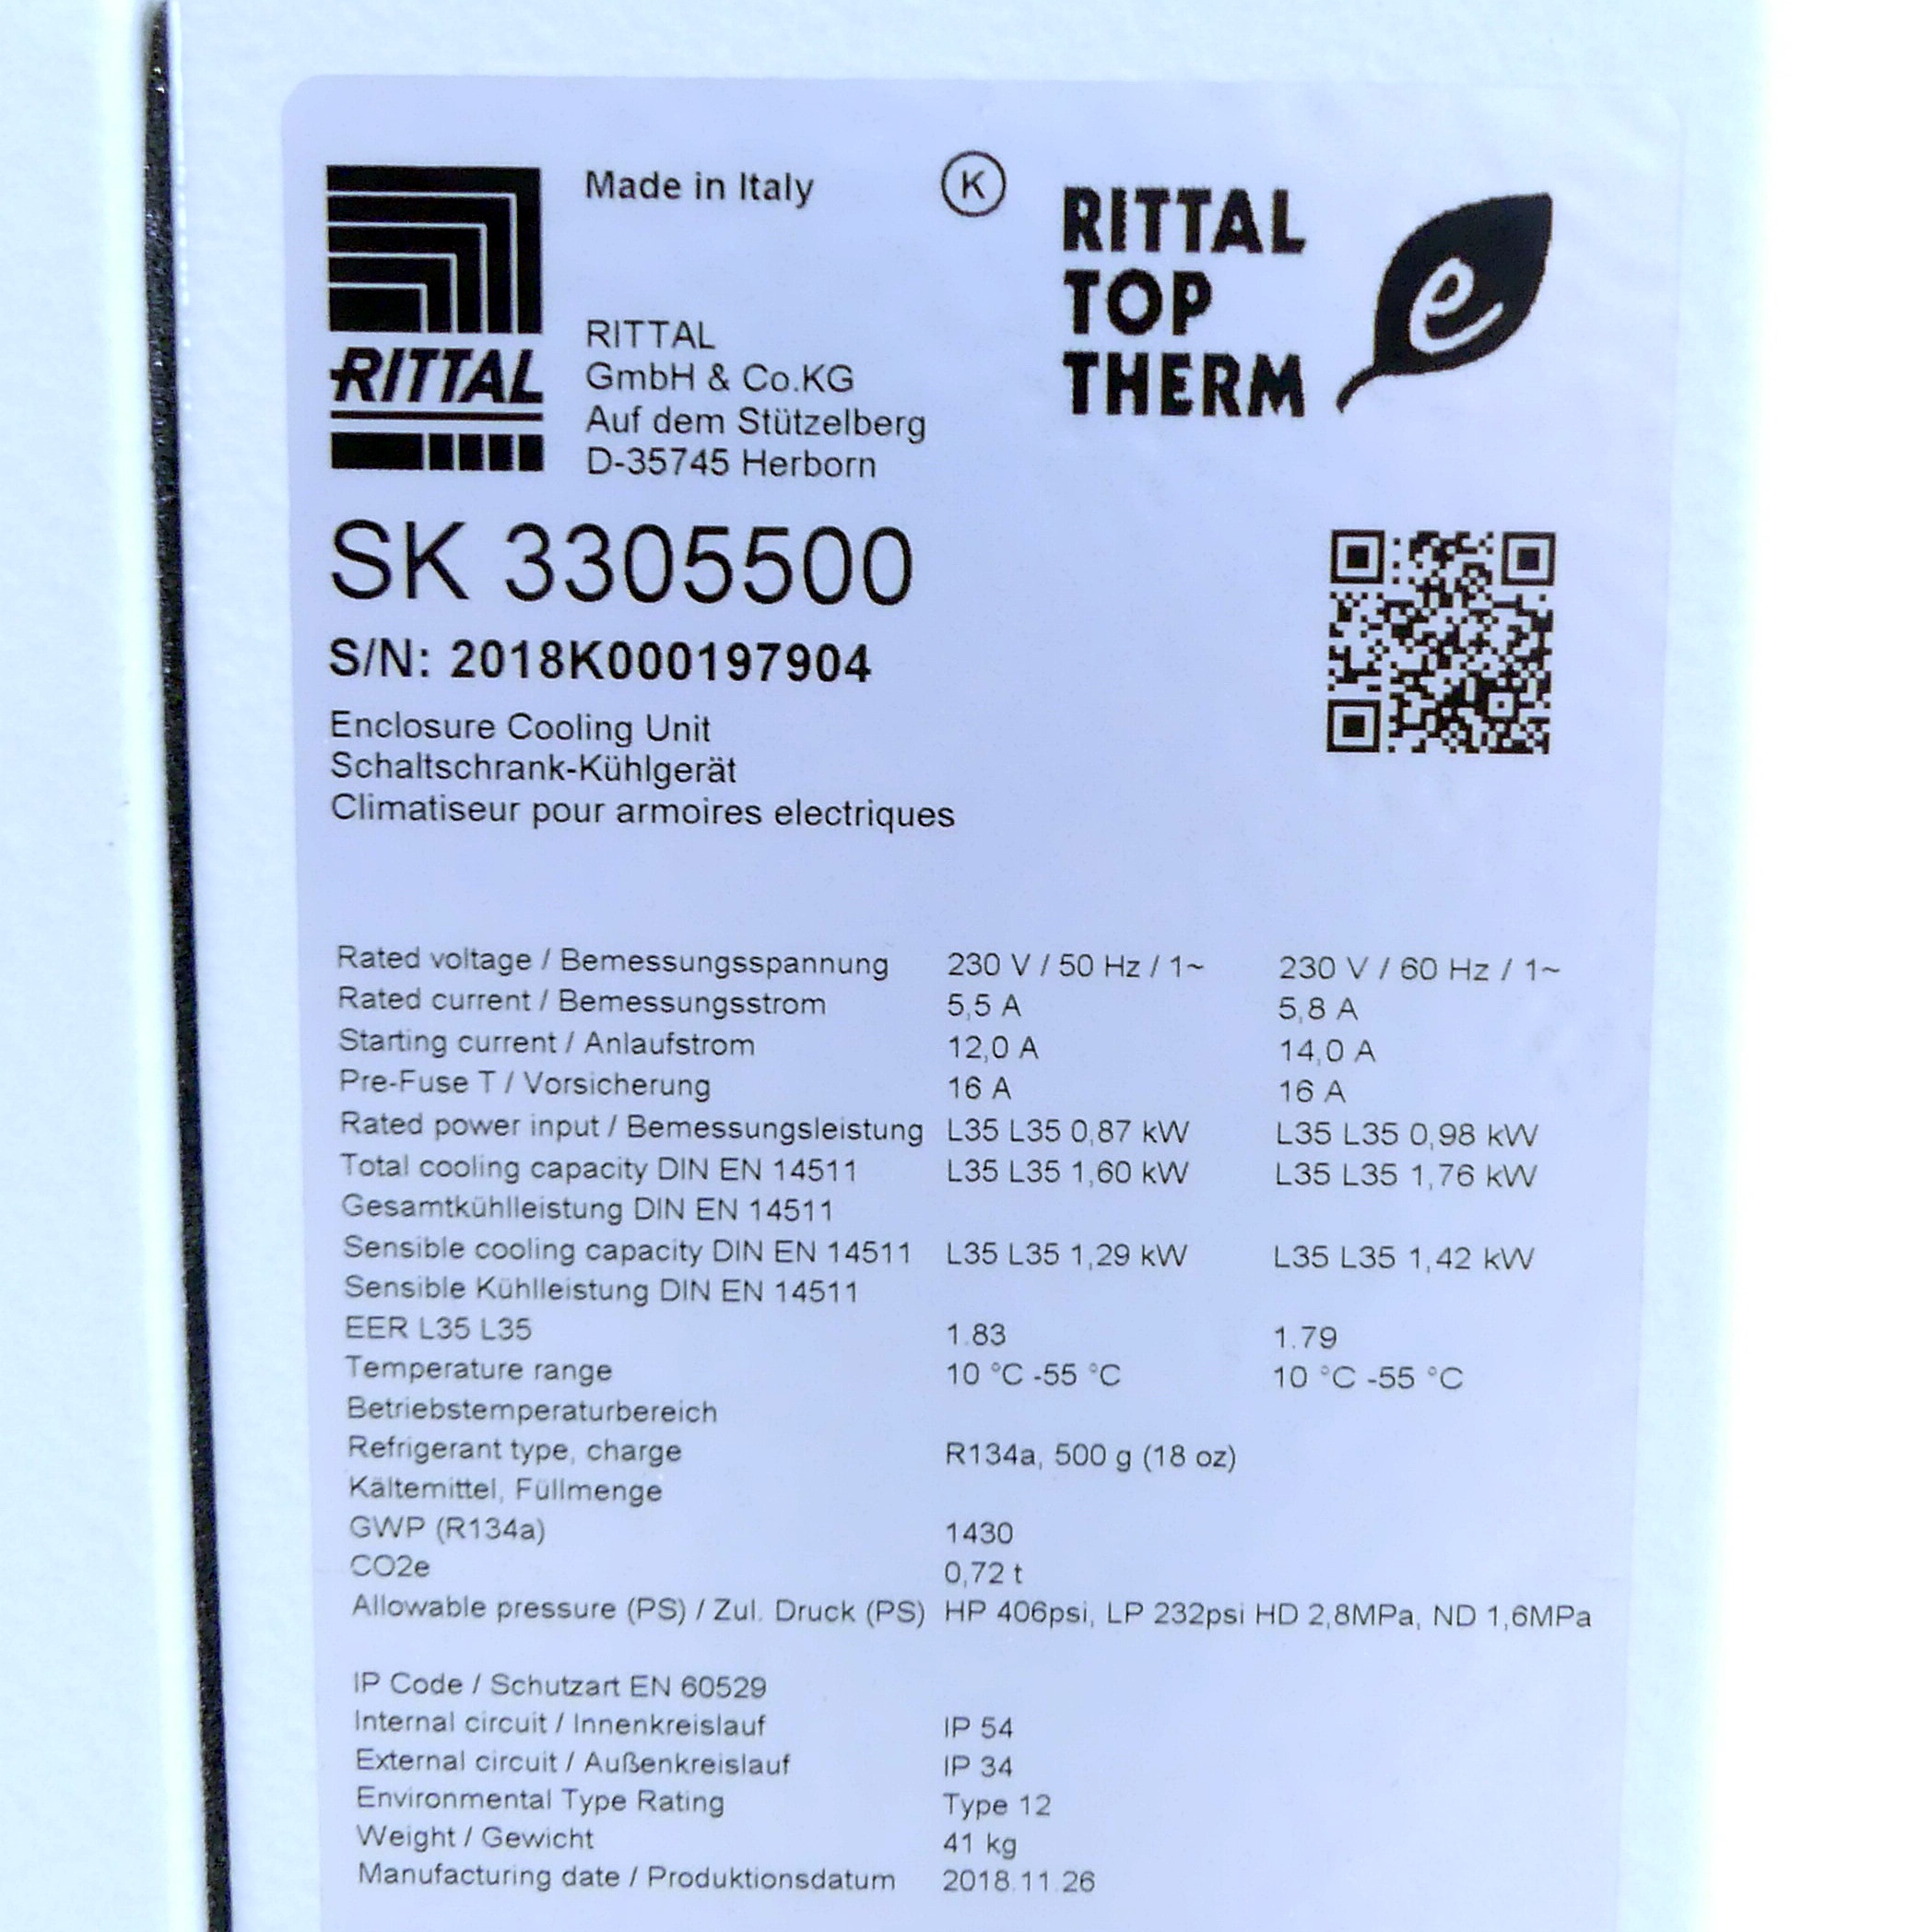 Made in Italy
K
RITTAL
TOP
THERM
e
RITTAL
RITTAL
GmbH & Co.KG
Auf dem Stützelberg
D-35745 Herborn
SK 3305500
S/N: 2018K000197904
Enclosure Cooling Unit
Schaltschrank-Kühlgerät
Climatiseur pour armoires electriques
Rated voltage / Bemessungsspannung 230 V / 50 Hz / 1~ 230 V / 60 Hz / 1~
Rated current / Bemessungsstrom 5,5 A 5,8 A
Starting current / Anlaufstrom 12,0 A 14,0 A
Pre-Fuse T / Vorsicherung 16 A 16 A
Rated power input / Bemessungsleistung L35 L35 0,87 kW L35 L35 0,98 kW
Total cooling capacity DIN EN 14511 L35 L35 1,60 kW L35 L35 1,76 kW
Gesamtkühlleistung DIN EN 14511
Sensible cooling capacity DIN EN 14511 L35 L35 1,29 kW L35 L35 1,42 kW
Sensible Kühlleistung DIN EN 14511
EER L35 L35 1.83 1.79
Temperature range 10 °C -55 °C 10 °C -55 °C
Betriebstemperaturbereich
Refrigerant type, charge R134a, 500 g (18 oz)
Kältemittel, Füllmenge
GWP (R134a) 1430
CO2e 0,72 t
Allowable pressure (PS) / Zul. Druck (PS) HP 406psi, LP 232psi HD 2,8MPa, ND 1,6MPa
IP Code / Schutzart EN 60529
Internal circuit / Innenkreislauf IP 54
External circuit / Außenkreislauf IP 34
Environmental Type Rating Type 12
Weight / Gewicht 41 kg
Manufacturing date / Produktionsdatum 2018.11.26